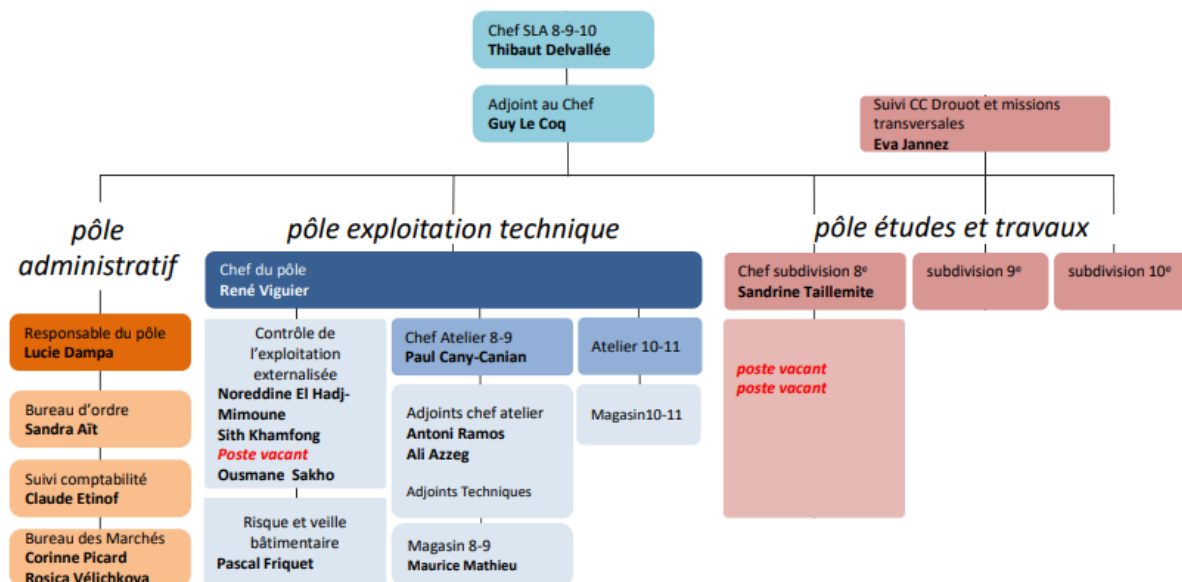 Chef SLA 8-9-10
Thibaut Delvallée
Adjoint au Chef
Guy Le Coq
Suivi CC Drouot et missions
transversales
Eva Jannez
pôle
administratif
pôle exploitation technique
pôle études et travaux
Responsable du pôle
Lucie Dampa
Bureau d’ordre
Sandra Aït
Suivi comptabilité
Claude Etinof
Bureau des Marchés
Corinne Picard
Rosica Vélichkova
Chef du pôle
René Viguier
Contrôle de
l’exploitation
externalisée
Noreddine El Hadj-
Mimoune
Sith Khamfong
Poste vacant
Ousmane Sakho
Risque et veille
bâtimentaire
Pascal Friquet
Chef Atelier 8-9
Paul Cany-Canian
Adjoints chef atelier
Antoni Ramos
Ali Azzeg
Adjoints Techniques
Magasin 8-9
Maurice Mathieu
Atelier 10-11
Magasin10-11
Chef subdivision 8e
Sandrine Taillemite
poste vacant
poste vacant
subdivision 9e
subdivision 10e